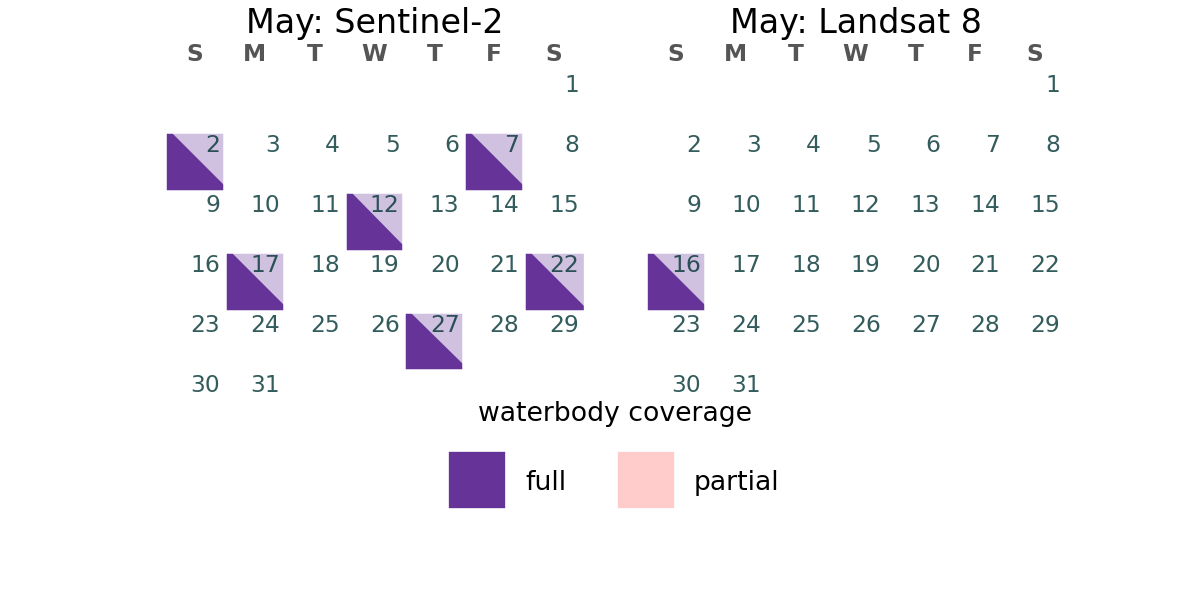 May: Sentinel-2
S M T W T F S
1
2 3 4 5 6 7 8
9 10 11 12 13 14 15
16 17 18 19 20 21 22
23 24 25 26 27 28 29
30 31
May: Landsat 8
S M T W T F S
1
2 3 4 5 6 7 8
9 10 11 12 13 14 15
16 17 18 19 20 21 22
23 24 25 26 27 28 29
30 31
waterbody coverage
full partial